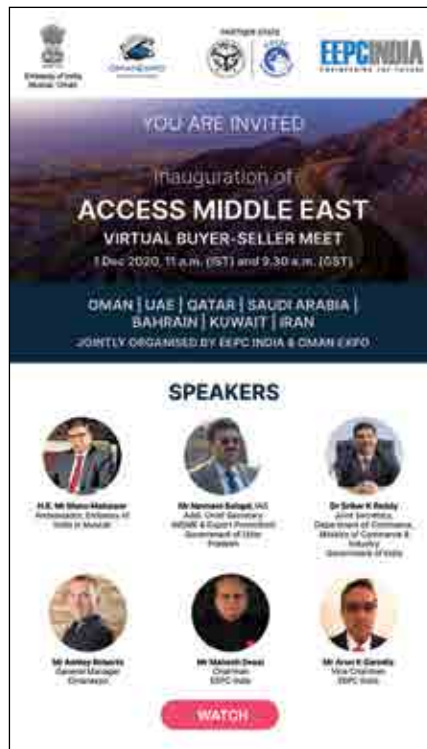 PARTNER STATE
Embassy of India
Muscat, Oman
OMANEXPO
EEPCINDIA
ENGINEERING THE FUTURE
YOU ARE INVITED
Inauguration of
ACCESS MIDDLE EAST
VIRTUAL BUYER-SELLER MEET
1 Dec 2020, 11 a.m. (IST) and 9.30 a.m. (GST)
OMAN | UAE | QATAR | SAUDI ARABIA |
BAHRAIN | KUWAIT | IRAN
JOINTLY ORGANISED BY EEPC INDIA & OMAN EXPO
SPEAKERS
H.E. Mr Munu Mahawar
Ambassador, Embassy of
India in Muscat
Mr Navneet Sehgal, IAS
Addl. Chief Secretary
(MSME & Export Promotion)
Government of Uttar
Pradesh
Dr Srikar K Reddy
Joint Secretary,
Department of Commerce,
Ministry of Commerce &
Industry
Government of India
Mr Ashley Roberts
General Manager
Omanexpo
Mr Mahesh Desai
Chairman
EEPC India
Mr Arun K Garodia
Vice Chairman
EEPC India
WATCH